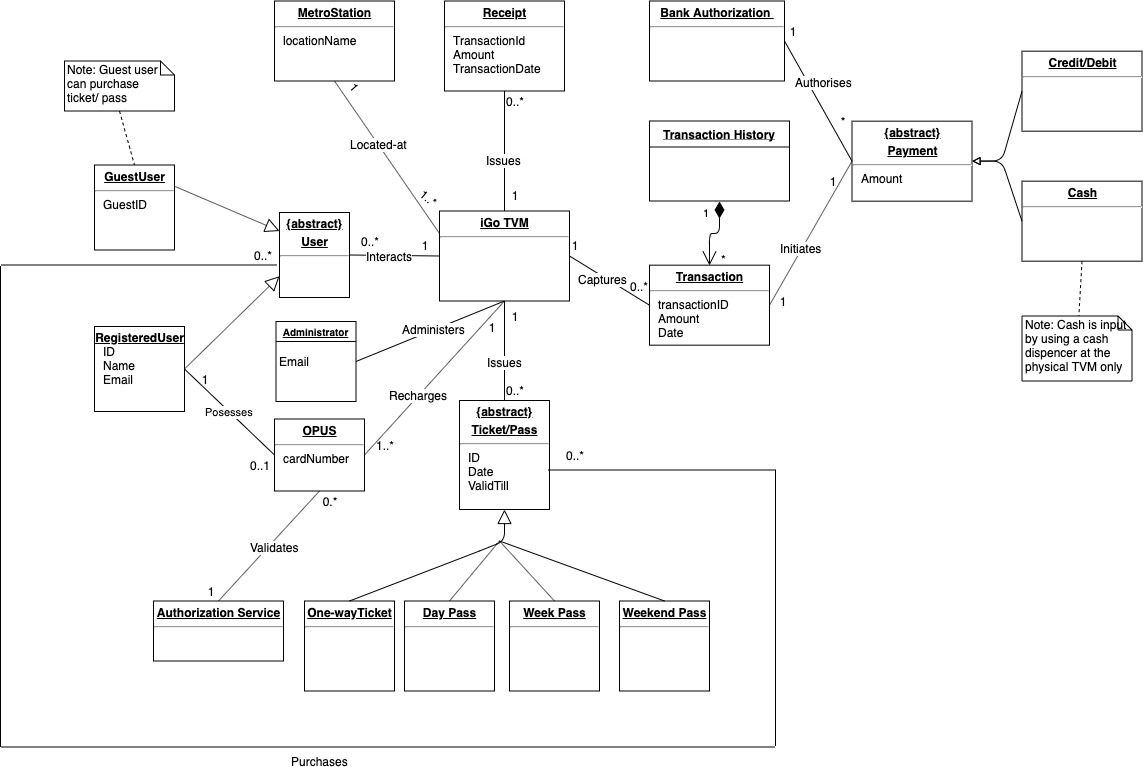 MetroStation
locationName
Receipt
TransactionId
Amount
TransactionDate
Bank Authorization
1
Authorises
*
Credit/Debit
Note: Guest user
can purchase
ticket/ pass
1
Located-at
1..*
0..*
Issues
1
Transaction History
1
*
{abstract}
Payment
Amount
1
Initiates
1
Cash
GuestUser
GuestID
{abstract}
User
0..*
0..*
Interacts
1
iGo TVM
1
Captures
0..*
Transaction
transactionID
Amount
Date
Note: Cash is input
by using a cash
dispencer at the
physical TVM only
RegisteredUser
ID
Name
Email
Administrator
Email
Administers
1
1
Issues
0..*
Recharges
1..*
1
Posesses
0..1
OPUS
cardNumber
0.*
Validates
1
{abstract}
Ticket/Pass
ID
Date
ValidTill
0..*
Authorization Service
One-wayTicket
Day Pass
Week Pass
Weekend Pass
Purchases